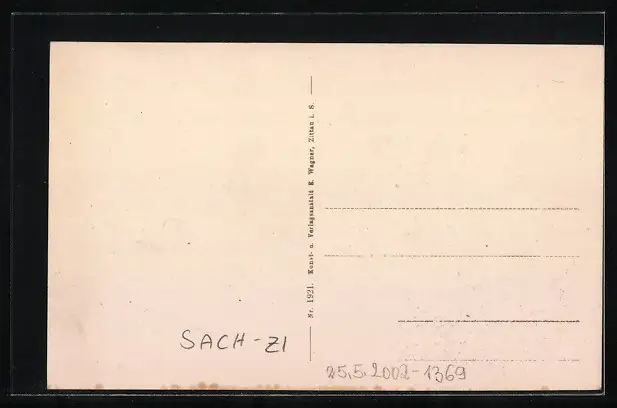 Nr. 1921. Kunst- u. Verlagsanstalt E. Wagner, Zittau i. S.
SACH-ZI
25.5.2002-1369